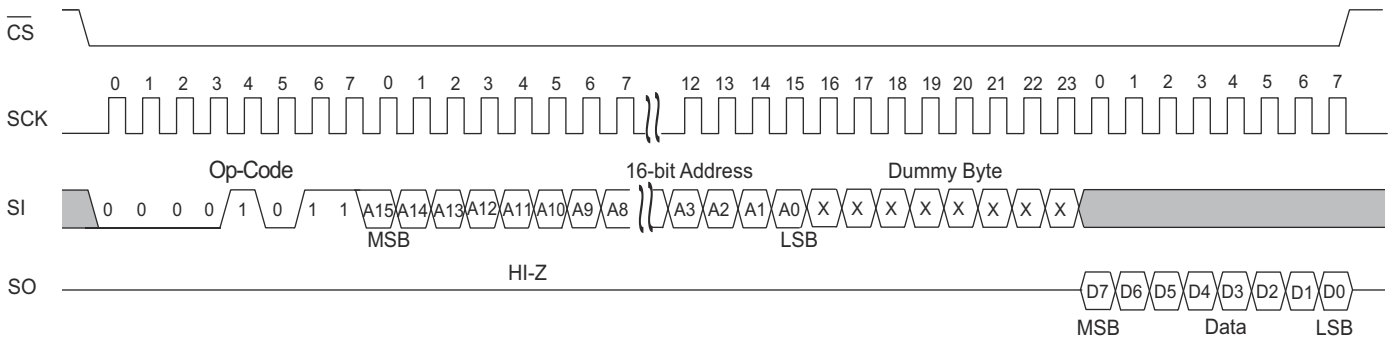 CS
0 1 2 3 4 5 6 7 0 1 2 3 4 5 6 7 12 13 14 15 16 17 18 19 20 21 22 23 0 1 2 3 4 5 6 7
SCK
Op-Code 16-bit Address Dummy Byte
SI 0 0 0 0 1 0 1 1 A15 A14 A13 A12 A11 A10 A9 A8 A3 A2 A1 A0 X X X X X X X X
MSB LSB
HI-Z
SO D7 D6 D5 D4 D3 D2 D1 D0
MSB Data LSB